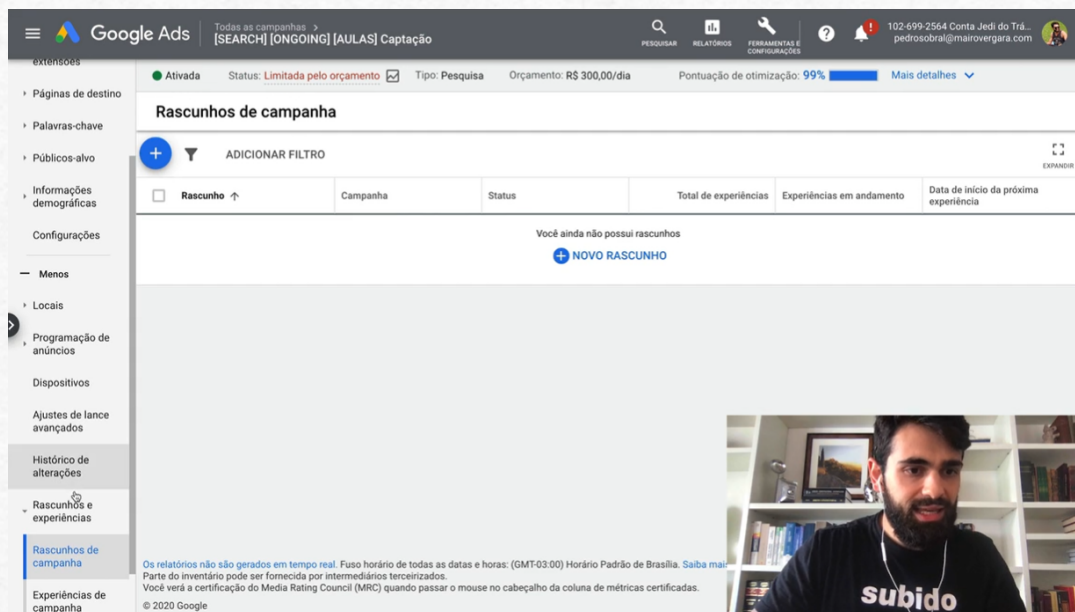 Google Ads
Todas as campanhas >
[SEARCH] [ONGOING] [AULAS] Captação
PESQUISAR
RELATÓRIOS
FERRAMENTAS E
CONFIGURAÇÕES
?
!
102-699-2564 Conta Jedi do Trá...
pedrosobral@mairovergara.com
extensões
Páginas de destino
Palavras-chave
Públicos-alvo
Informações
demográficas
Configurações
Menos
Locais
Programação de
anúncios
Dispositivos
Ajustes de lance
avançados
Histórico de
alterações
Rascunhos e
experiências
Rascunhos de
campanha
Experiências de
campanha
Ativada
Status: Limitada pelo orçamento
Tipo: Pesquisa
Orçamento: R$ 300,00/dia
Pontuação de otimização: 99%
Mais detalhes
Rascunhos de campanha
ADICIONAR FILTRO
EXPANDIR
Rascunho
Campanha
Status
Total de experiências
Experiências em andamento
Data de início da próxima
experiência
Você ainda não possui rascunhos
NOVO RASCUNHO
Os relatórios não são gerados em tempo real. Fuso horário de todas as datas e horas: (GMT-03:00) Horário Padrão de Brasília. Saiba mai
Parte do inventário pode ser fornecida por intermediários terceirizados.
Você verá a certificação do Media Rating Council (MRC) quando passar o mouse no cabeçalho da coluna de métricas certificadas.
© 2020 Google
subido